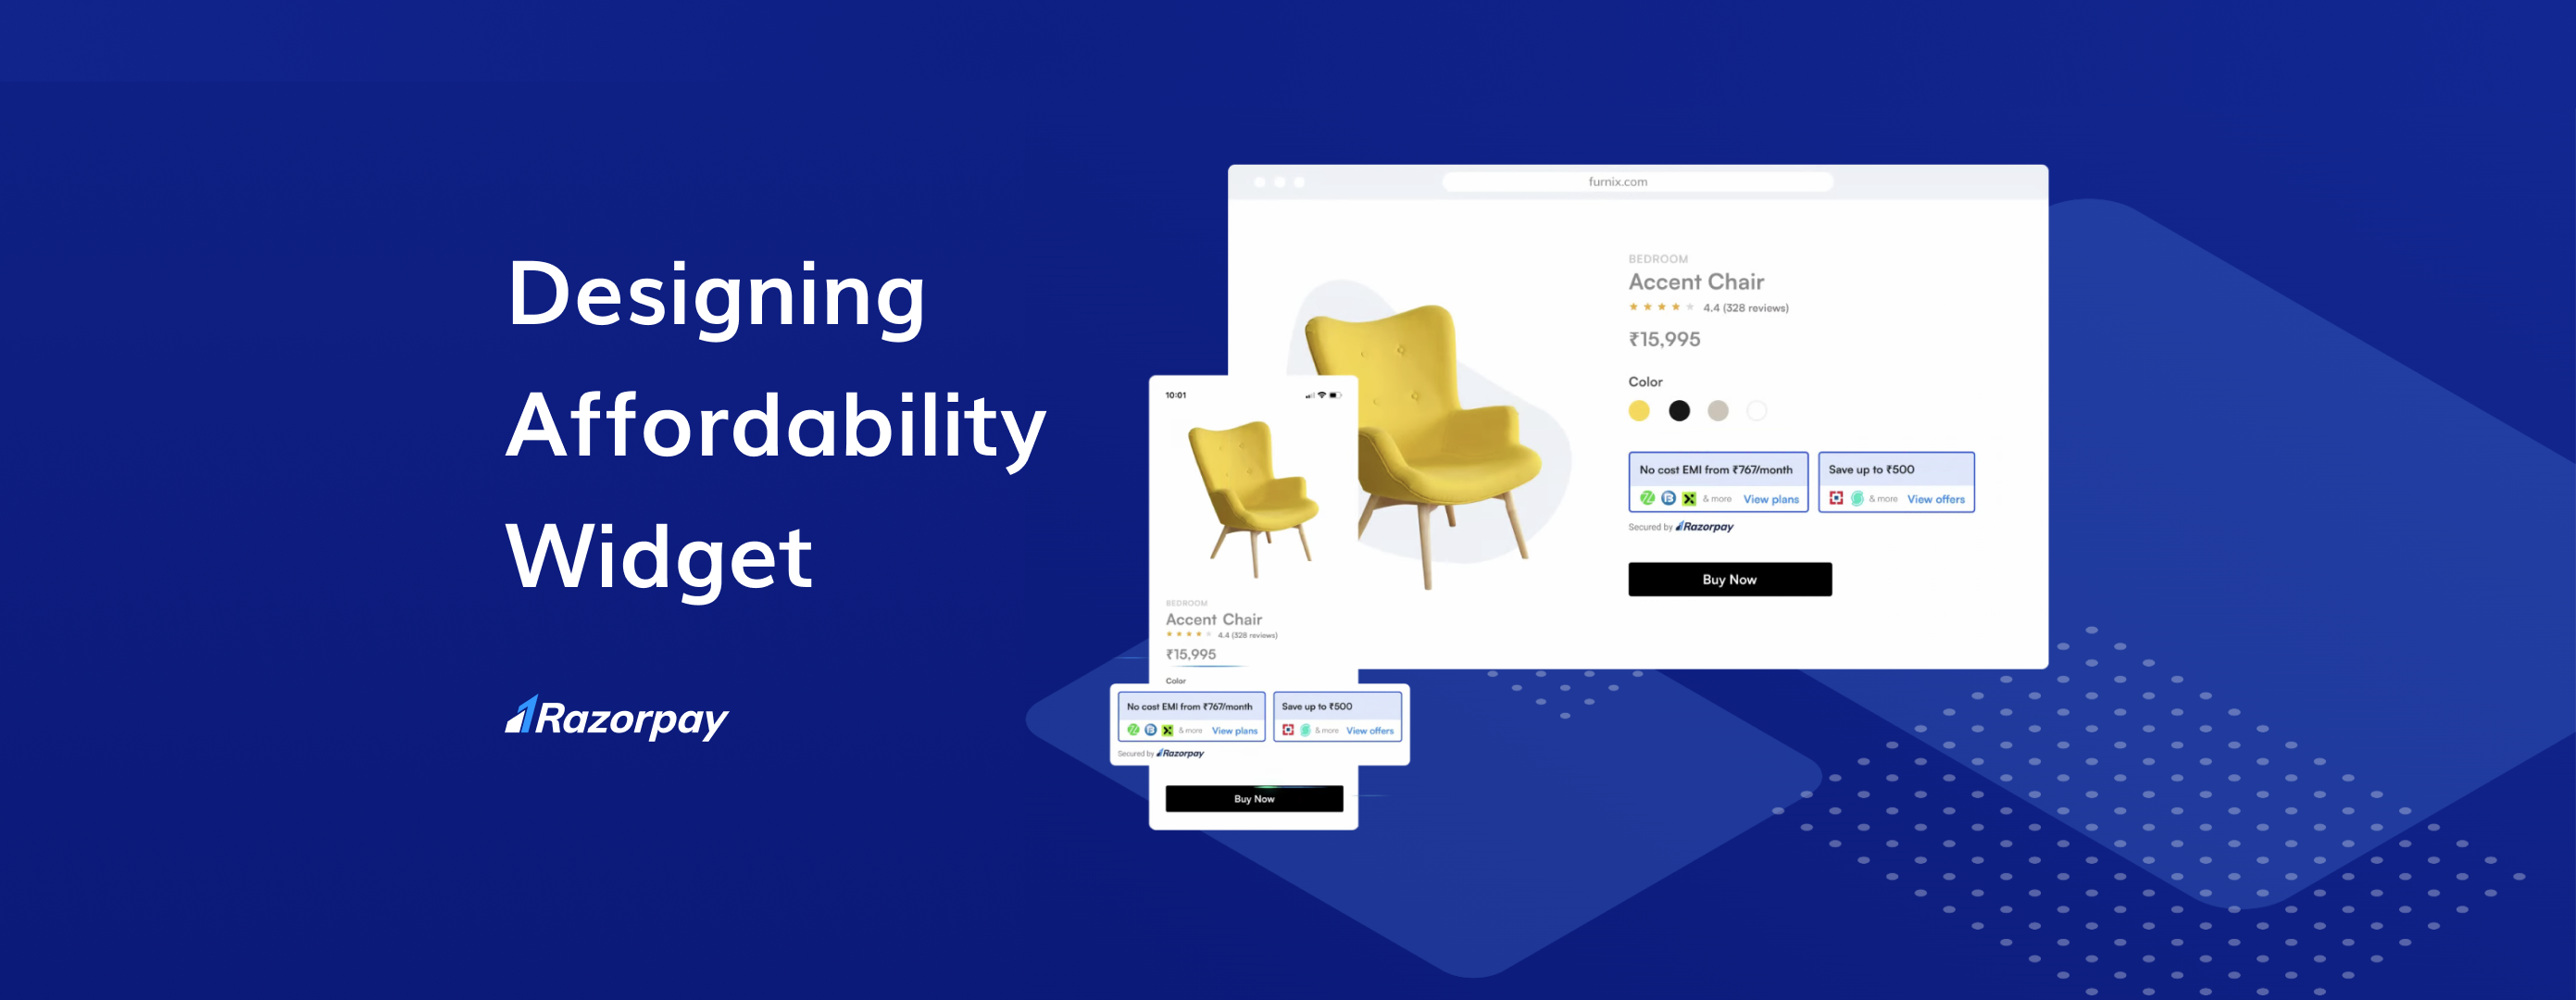 Designing
Affordability
Widget
Razorpay
furnix.com
BEDROOM
Accent Chair
4.4 (328 reviews)
₹15,995
Color
No cost EMI from ₹767/month
& more View plans
Save up to ₹500
& more View offers
Secured by Razorpay
Buy Now
10:01
BEDROOM
Accent Chair
4.4 (328 reviews)
₹15,995
Color
No cost EMI from ₹767/month
& more View plans
Save up to ₹500
& more View offers
Secured by Razorpay
Buy Now